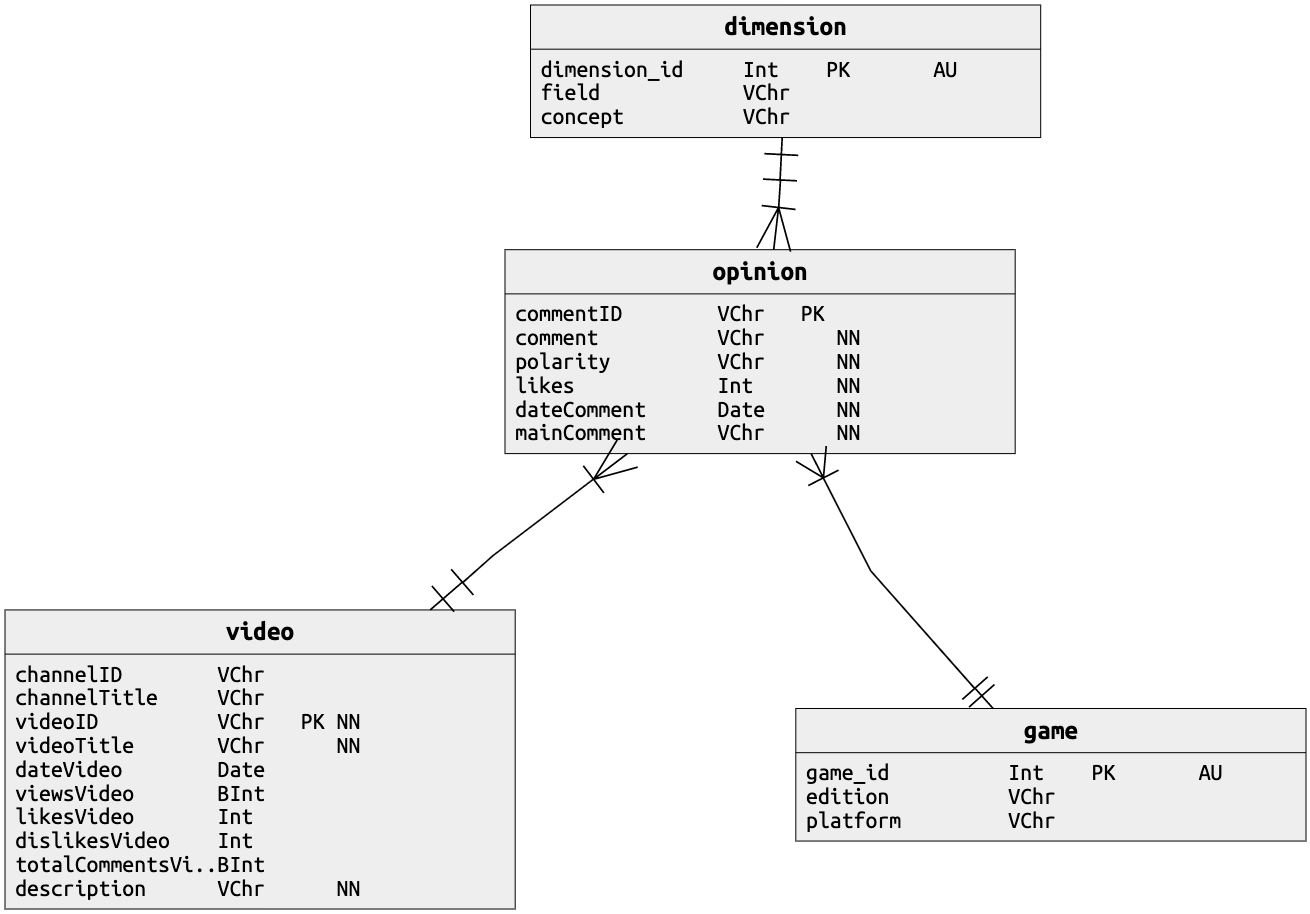 dimension
dimension_id Int PK AU
field VChr
concept VChr
opinion
commentID VChr PK
comment VChr NN
polarity VChr NN
likes Int NN
dateComment Date NN
mainComment VChr NN
video
channelID VChr
channelTitle VChr
videoID VChr PK NN
videoTitle VChr NN
dateVideo Date
viewsVideo BInt
likesVideo Int
dislikesVideo Int
totalCommentsVi..BInt
description VChr NN
game
game_id Int PK AU
edition VChr
platform VChr